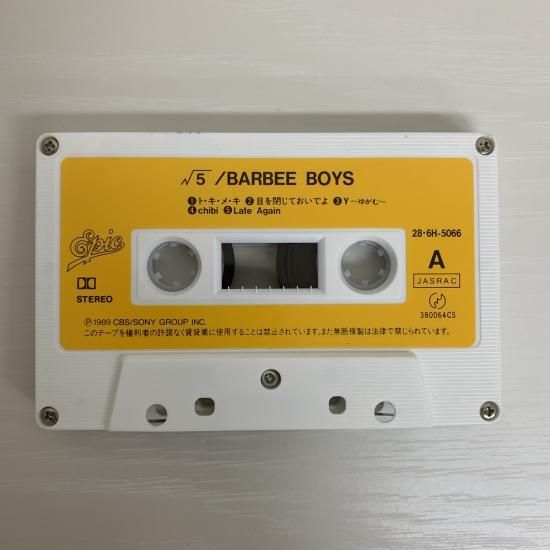 √5 /BARBEE BOYS
❶ト・キ・メ・キ ❷目を閉じておいでよ ❸Y〜ゆがむ〜
❹chibi ❺Late Again
Epic
28・6H-5066
A
JASRAC
STEREO
380064CS
Ⓟ1989 CBS/SONY GROUP INC.
このテープを権利者の許諾なく賃貸業に使用することは禁止されています。また無断複製は法律で禁じられています。